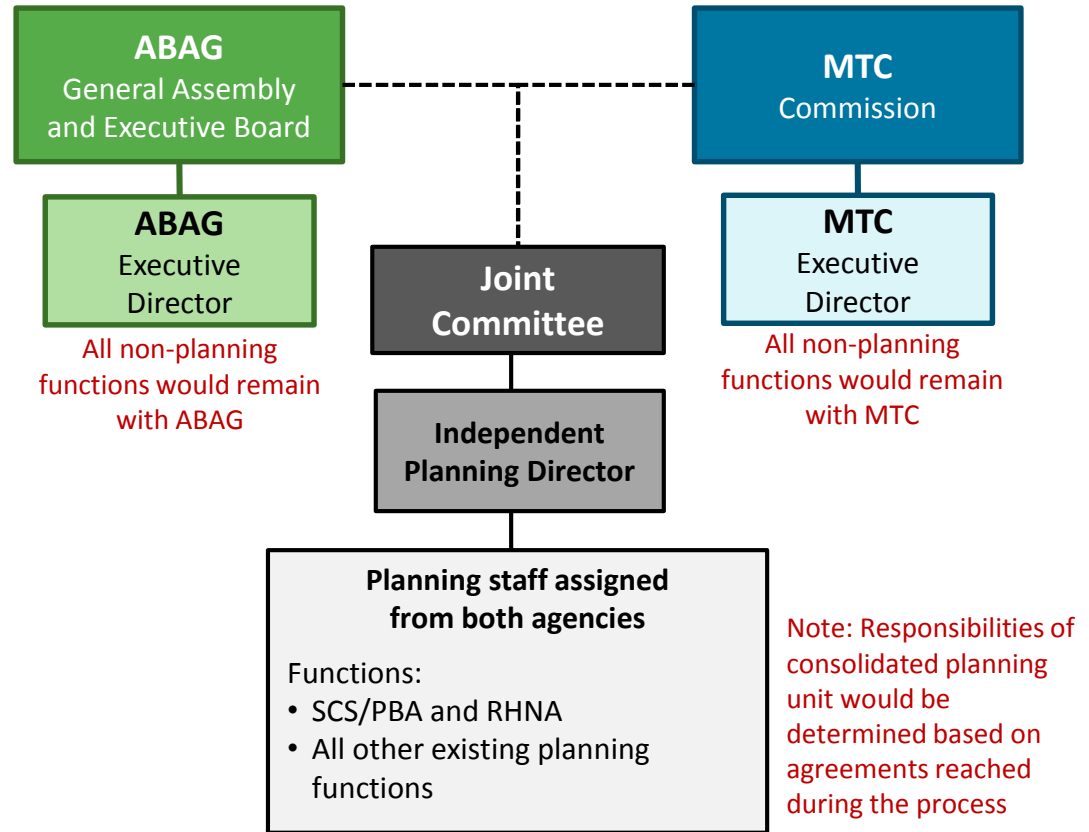 ABAG
General Assembly
and Executive Board
MTC
Commission
ABAG
Executive
Director
MTC
Executive
Director
All non-planning
functions would remain
with ABAG
All non-planning
functions would remain
with MTC
Joint
Committee
Independent
Planning Director
Planning staff assigned
from both agencies
Functions:
• SCS/PBA and RHNA
• All other existing planning
functions
Note: Responsibilities of
consolidated planning
unit would be
determined based on
agreements reached
during the process